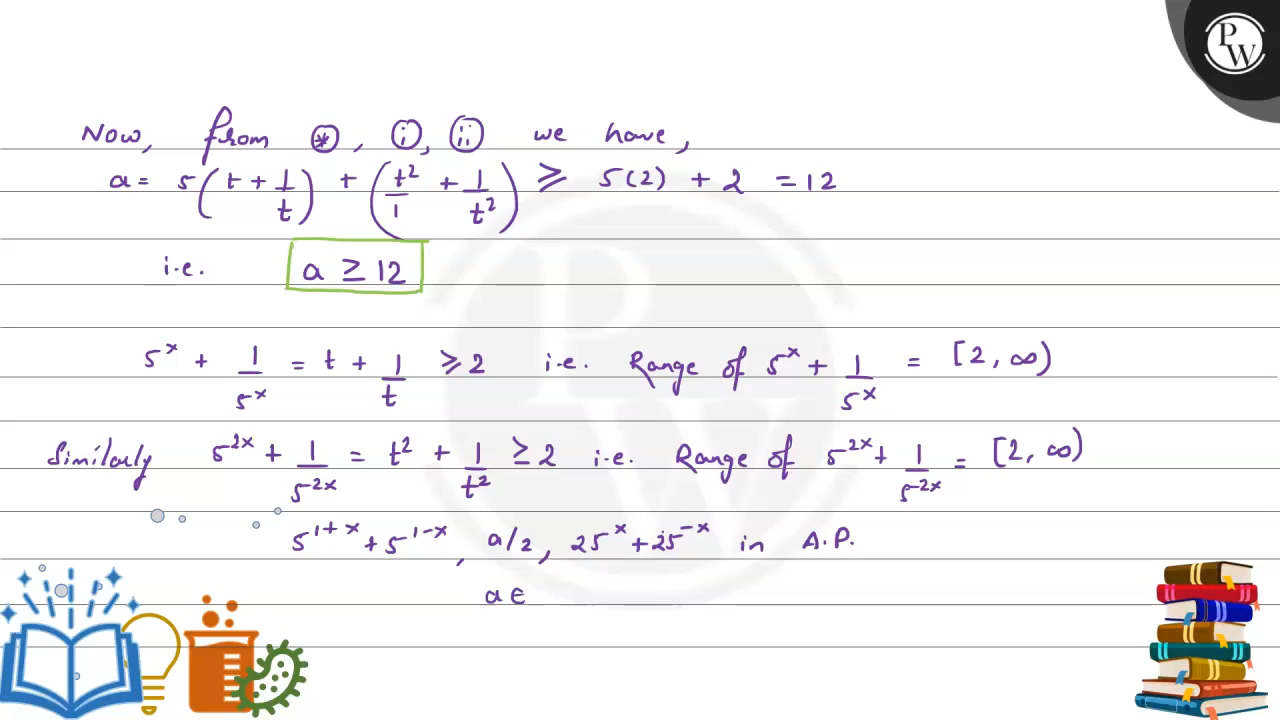 PW
Now, from ⊛, (i), (ii) we have,
a = 5(t + 1/t) + (t²/1 + 1/t²) ≥ 5(2) + 2 = 12
i.e. a ≥ 12
5^x + 1/5^x = t + 1/t ≥ 2 i.e. Range of 5^x + 1/5^x = [2, ∞)
Similarly 5^2x + 1/5^2x = t² + 1/t² ≥ 2 i.e. Range of 5^2x + 1/5^2x = [2, ∞)
5^1+x + 5^1-x, a/2, 25^x + 25^-x in A.P.
a ∈